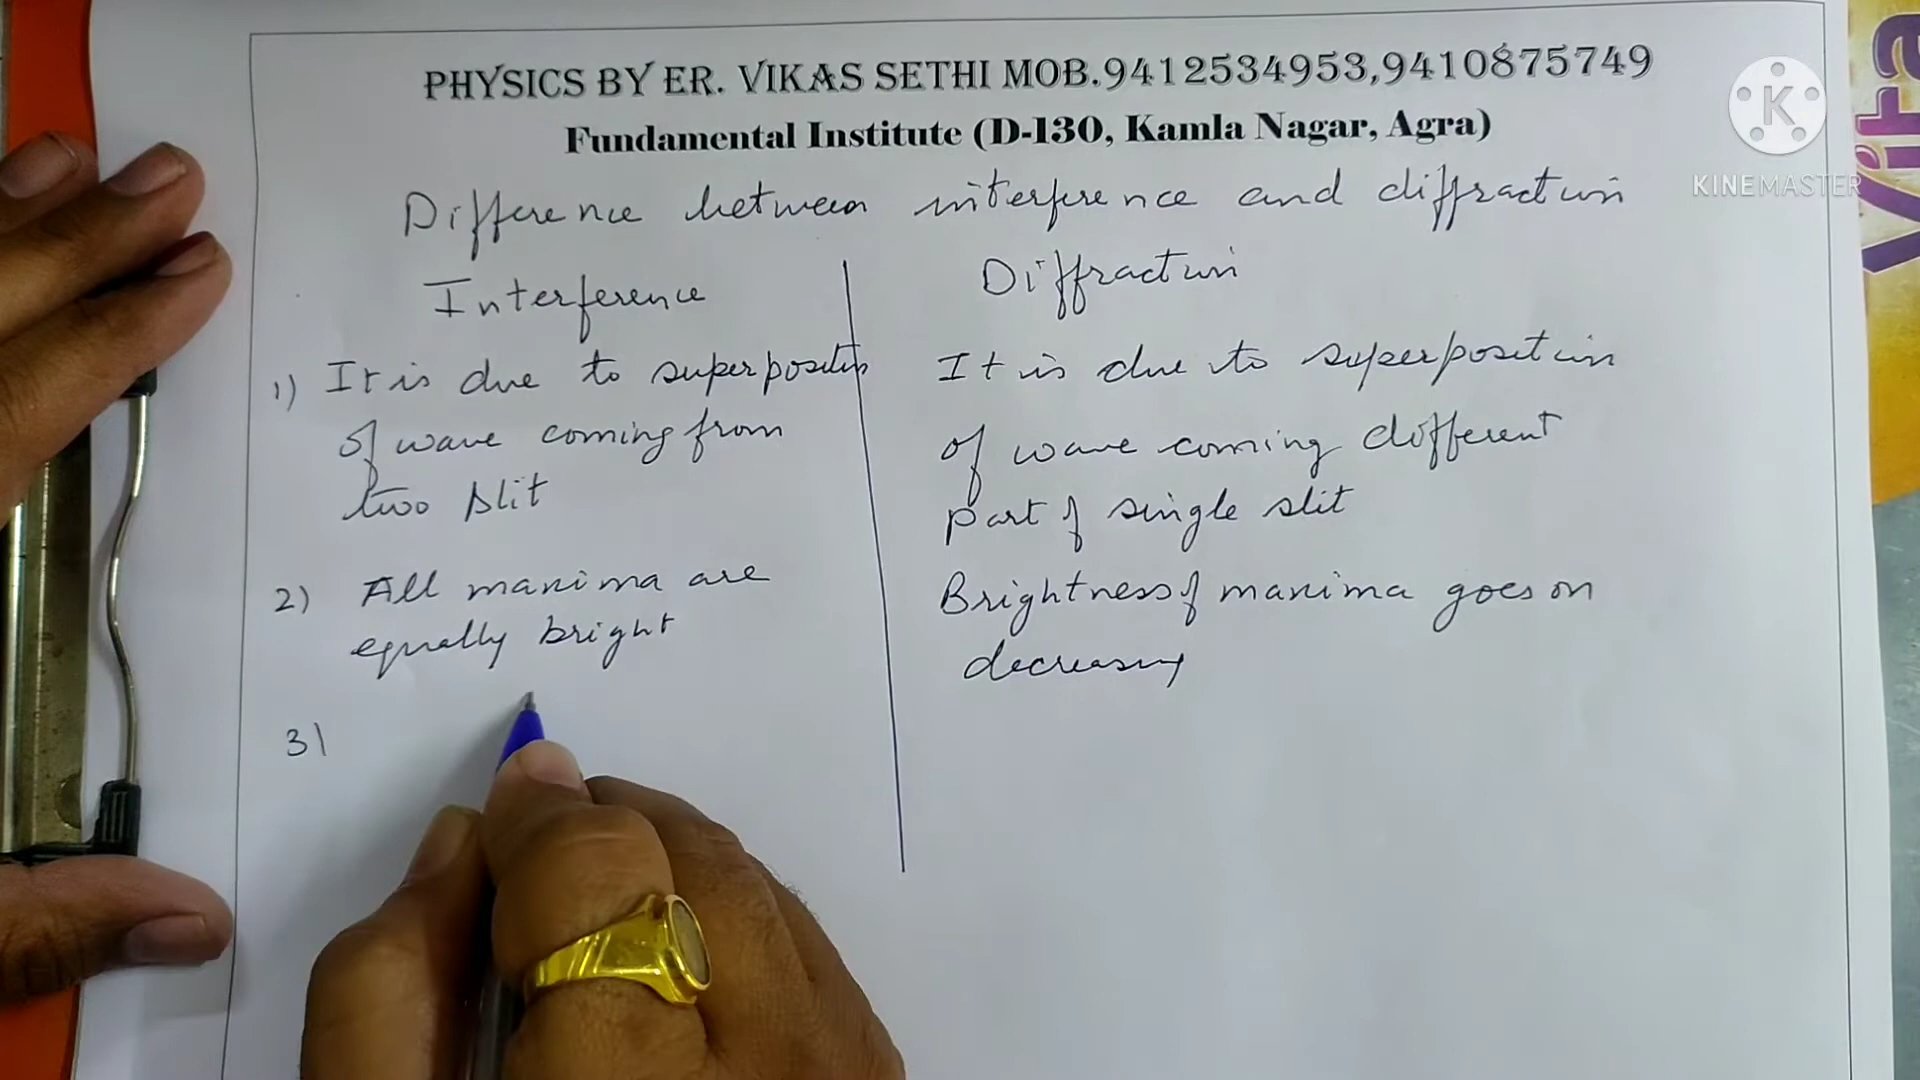 PHYSICS BY ER. VIKAS SETHI MOB.9412534953,9410875749
Fundamental Institute (D-130, Kamla Nagar, Agra)
KINEMASTER
Vita
Difference between interference and diffraction
Interference
Diffraction
1) It is due to superposition
of wave coming from
two slit
It is due to superposition
of wave coming different
part of single slit
2) All maxima are
equally bright
Brightness of maxima goes on
decreasing
3)